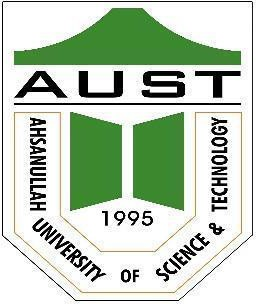 AUST
1995
AHSANULLAH UNIVERSITY OF SCIENCE & TECHNOLOGY